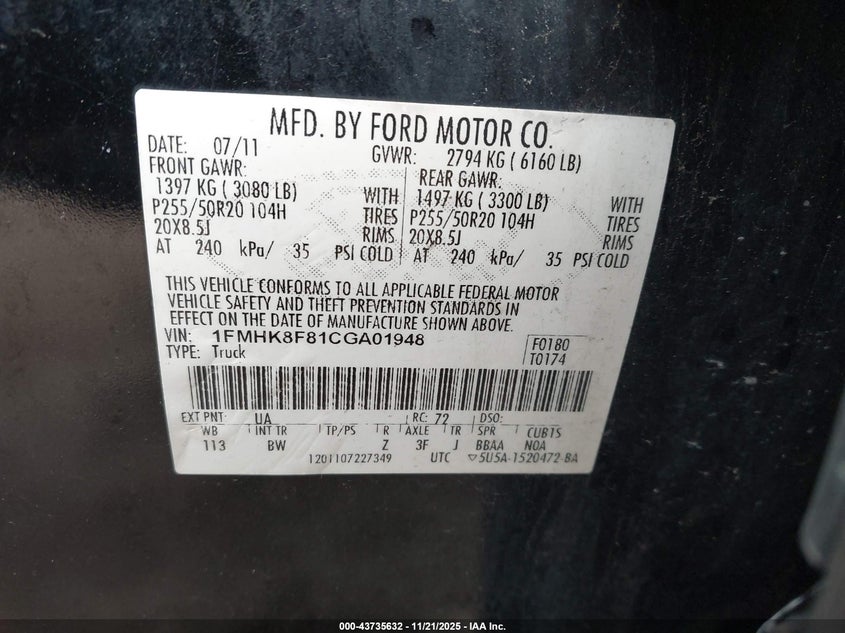 MFD. BY FORD MOTOR CO.
DATE: 07/11 GVWR: 2794 KG ( 6160 LB)
FRONT GAWR: REAR GAWR:
1397 KG ( 3080 LB) WITH 1497 KG ( 3300 LB) WITH
P255/50R20 104H TIRES P255/50R20 104H TIRES
20X8.5J RIMS 20X8.5J RIMS
AT 240 kPa/ 35 PSI COLD AT 240 kPa/ 35 PSI COLD
THIS VEHICLE CONFORMS TO ALL APPLICABLE FEDERAL MOTOR
VEHICLE SAFETY AND THEFT PREVENTION STANDARDS IN
EFFECT ON THE DATE OF MANUFACTURE SHOWN ABOVE.
VIN: 1FMHK8F81CGA01948 F0180
TYPE: Truck T0174
EXT PNT: UA RC: 72 DSO:
WB INT TR TP/PS R AXLE TR SPR CUBTS
113 BW Z 3F J BBAA NOA
1201107227349 UTC ▽5U5A-1520472-BA
000-43735632 - 11/21/2025 - IAA Inc.